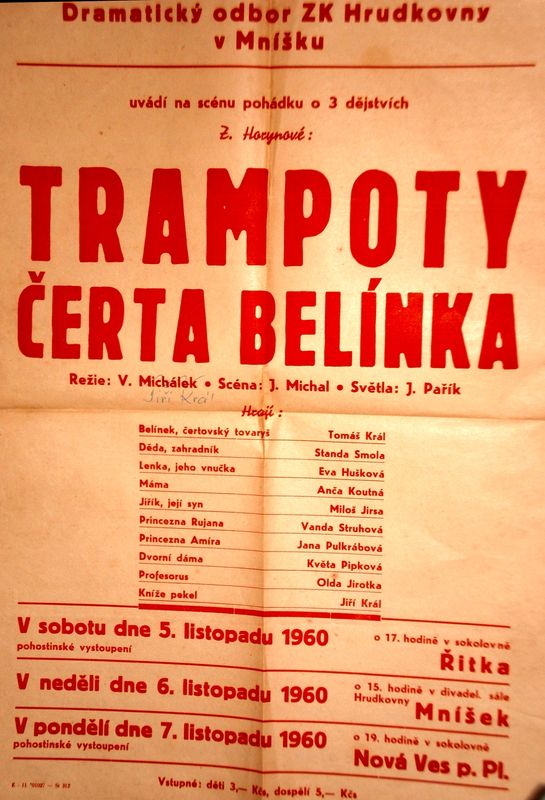 Dramatický odbor ZK Hrudkovny
v Mníšku
uvádí na scénu pohádku o 3 dějstvích
Z. Horynové:
TRAMPOTY
ČERTA BELÍNKA
Režie: V. Michálek • Scéna: J. Michal • Světla: J. Pařík
Jiří Král
Hrají:
Belínek, čertovský tovaryš Tomáš Král
Děda, zahradník Standa Smola
Lenka, jeho vnučka Eva Hušková
Máma Anča Koutná
Jiřík, její syn Miloš Jirsa
Princezna Rujana Vanda Struhová
Princezna Amíra Jana Pulkrábová
Dvorní dáma Květa Pipková
Profesorus Olda Jirotka
Kníže pekel Jiří Král
V sobotu dne 5. listopadu 1960 o 17. hodině v sokolovně
pohostinské vystoupení Řitka
V neděli dne 6. listopadu 1960 o 15. hodině v divadel. sále
Hrudkovny Mníšek
V pondělí dne 7. listopadu 1960 o 19. hodině v sokolovně
pohostinské vystoupení Nová Ves p. Pl.
Vstupné: děti 3,— Kčs, dospělí 5,— Kčs